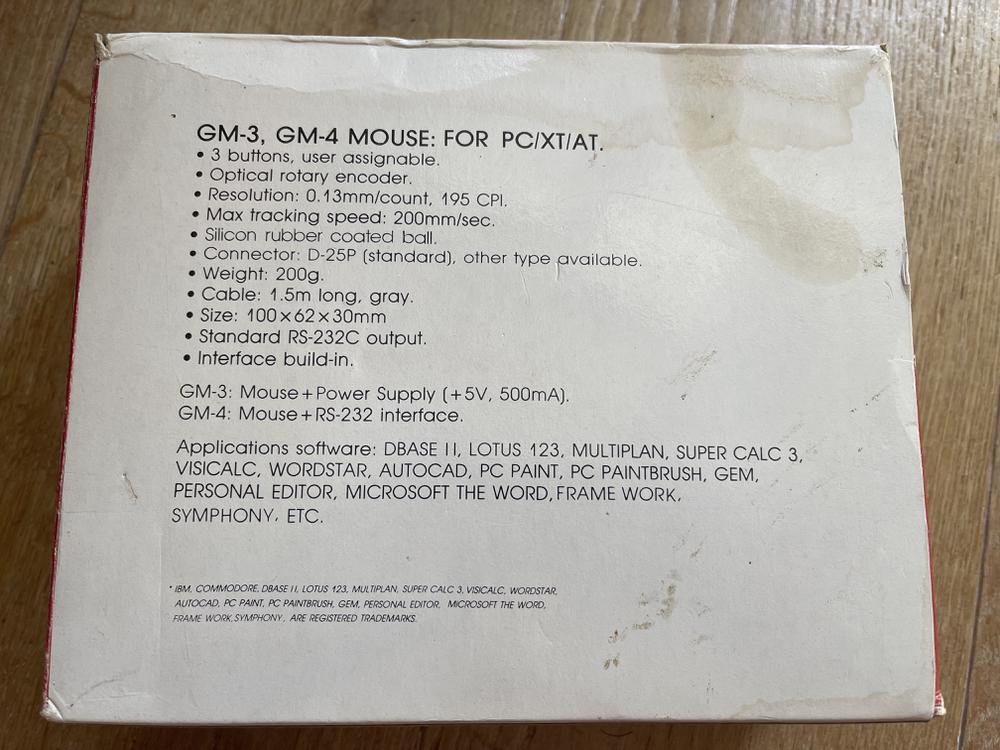 GM-3, GM-4 MOUSE: FOR PC/XT/AT.
• 3 buttons, user assignable.
• Optical rotary encoder.
• Resolution: 0.13mm/count, 195 CPI.
• Max tracking speed: 200mm/sec.
• Silicon rubber coated ball.
• Connector: D-25P (standard), other type available.
• Weight: 200g.
• Cable: 1.5m long, gray.
• Size: 100×62×30mm
• Standard RS-232C output.
• Interface build-in.
GM-3: Mouse+Power Supply (+5V, 500mA).
GM-4: Mouse+RS-232 interface.
Applications software: DBASE II, LOTUS 123, MULTIPLAN, SUPER CALC 3,
VISICALC, WORDSTAR, AUTOCAD, PC PAINT, PC PAINTBRUSH, GEM,
PERSONAL EDITOR, MICROSOFT THE WORD, FRAME WORK,
SYMPHONY, ETC.
* IBM, COMMODORE, DBASE II, LOTUS 123, MULTIPLAN, SUPER CALC 3, VISICALC, WORDSTAR,
AUTOCAD, PC PAINT, PC PAINTBRUSH, GEM, PERSONAL EDITOR, MICROSOFT THE WORD,
FRAME WORK, SYMPHONY, ARE REGISTERED TRADEMARKS.